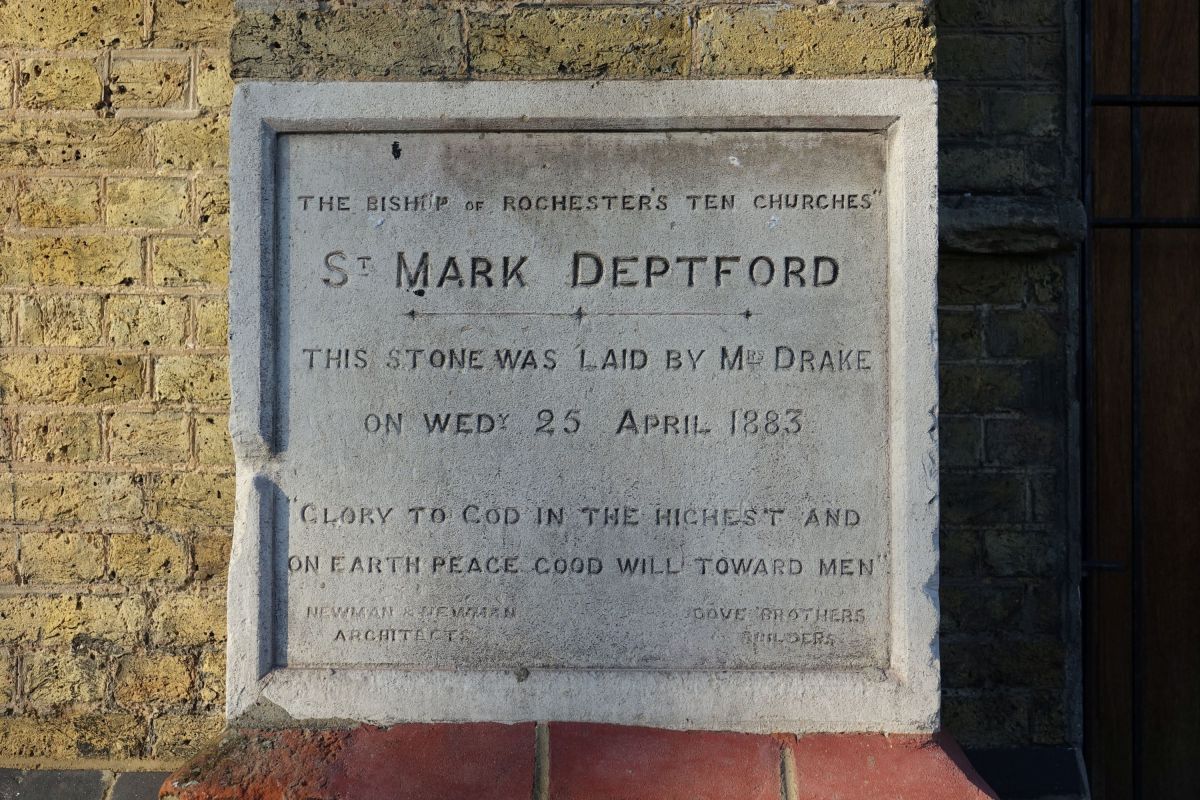 THE BISHOP OF ROCHESTER'S TEN CHURCHES"
ST MARK DEPTFORD
THIS STONE WAS LAID BY MRS DRAKE
ON WEDY 25 APRIL 1883
"GLORY TO GOD IN THE HIGHEST AND
ON EARTH PEACE GOOD WILL TOWARD MEN"
NEWMAN & NEWMAN
ARCHITECTS
DOVE BROTHERS
BUILDERS